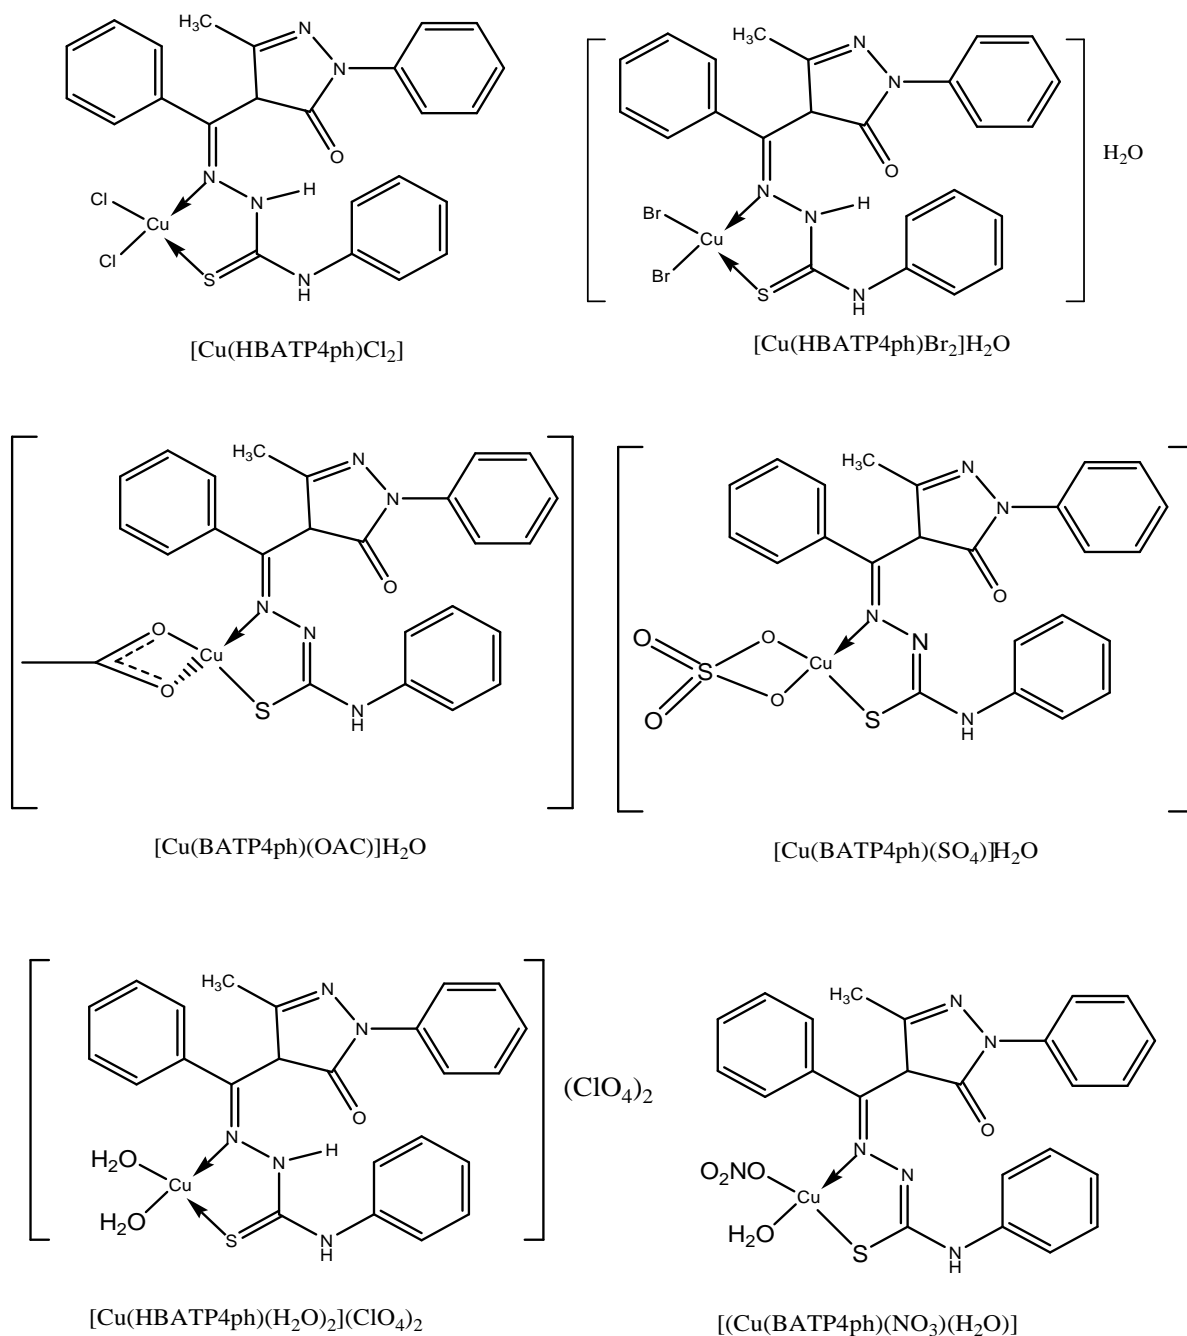 H₃C N
N
O
N
N H
Cl
Cu
Cl
S N
H
[Cu(HBATP4ph)Cl₂]
H₃C N
N
O
N
N H
Br
Cu
Br
S N
H
H₂O
[Cu(HBATP4ph)Br₂]H₂O
H₃C N
N
O
N N
O
Cu
O
S N
H
[Cu(BATP4ph)(OAC)]H₂O
H₃C N
N
O
N N
O O
S Cu
O O
S N
H
[Cu(BATP4ph)(SO₄)]H₂O
H₃C N
N
O
(ClO₄)₂
N
N H
H₂O
Cu
H₂O
S N
H
[Cu(HBATP4ph)(H₂O)₂](ClO₄)₂
H₃C N
N
O
N N
O₂NO
Cu
H₂O
S N
H
[(Cu(BATP4ph)(NO₃)(H₂O)]